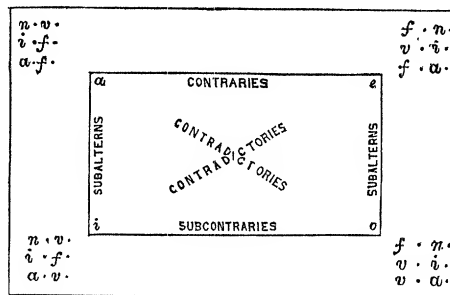 n · v ·
i · f ·
a · f ·
f · n ·
v · i ·
f · a ·
a CONTRARIES e
SUBALTERNS
CONTRADICTORIES
CONTRADICTORIES
SUBALTERNS
i SUBCONTRARIES o
n · v ·
i · f ·
a · v ·
f · n ·
v · i ·
v · a ·